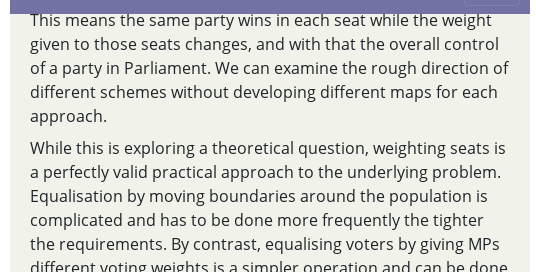 This means the same party wins in each seat while the weight
given to those seats changes, and with that the overall control
of a party in Parliament. We can examine the rough direction of
different schemes without developing different maps for each
approach.
While this is exploring a theoretical question, weighting seats is
a perfectly valid practical approach to the underlying problem.
Equalisation by moving boundaries around the population is
complicated and has to be done more frequently the tighter
the requirements. By contrast, equalising voters by giving MPs
different voting weights is a simpler operation and can be done